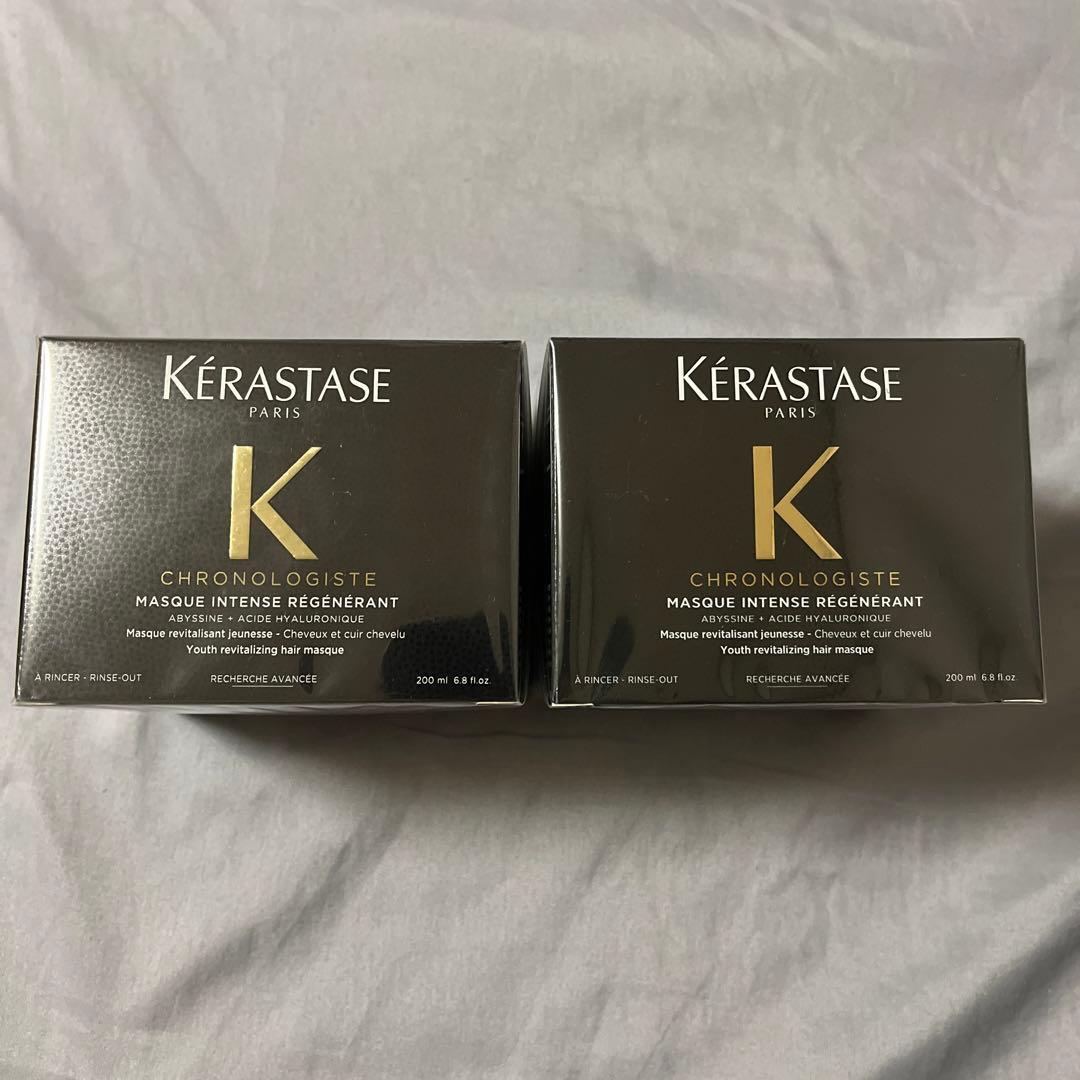 KÉRASTASE
PARIS
K
CHRONOLOGISTE
MASQUE INTENSE RÉGÉNÉRANT
ABYSSINE + ACIDE HYALURONIQUE
Masque revitalisant jeunesse - Cheveux et cuir chevelu
Youth revitalizing hair masque
À RINCER - RINSE-OUT RECHERCHE AVANCÉE 200 ml 6.8 fl.oz.
KÉRASTASE
PARIS
K
CHRONOLOGISTE
MASQUE INTENSE RÉGÉNÉRANT
ABYSSINE + ACIDE HYALURONIQUE
Masque revitalisant jeunesse - Cheveux et cuir chevelu
Youth revitalizing hair masque
À RINCER - RINSE-OUT RECHERCHE AVANCÉE 200 ml 6.8 fl.oz.